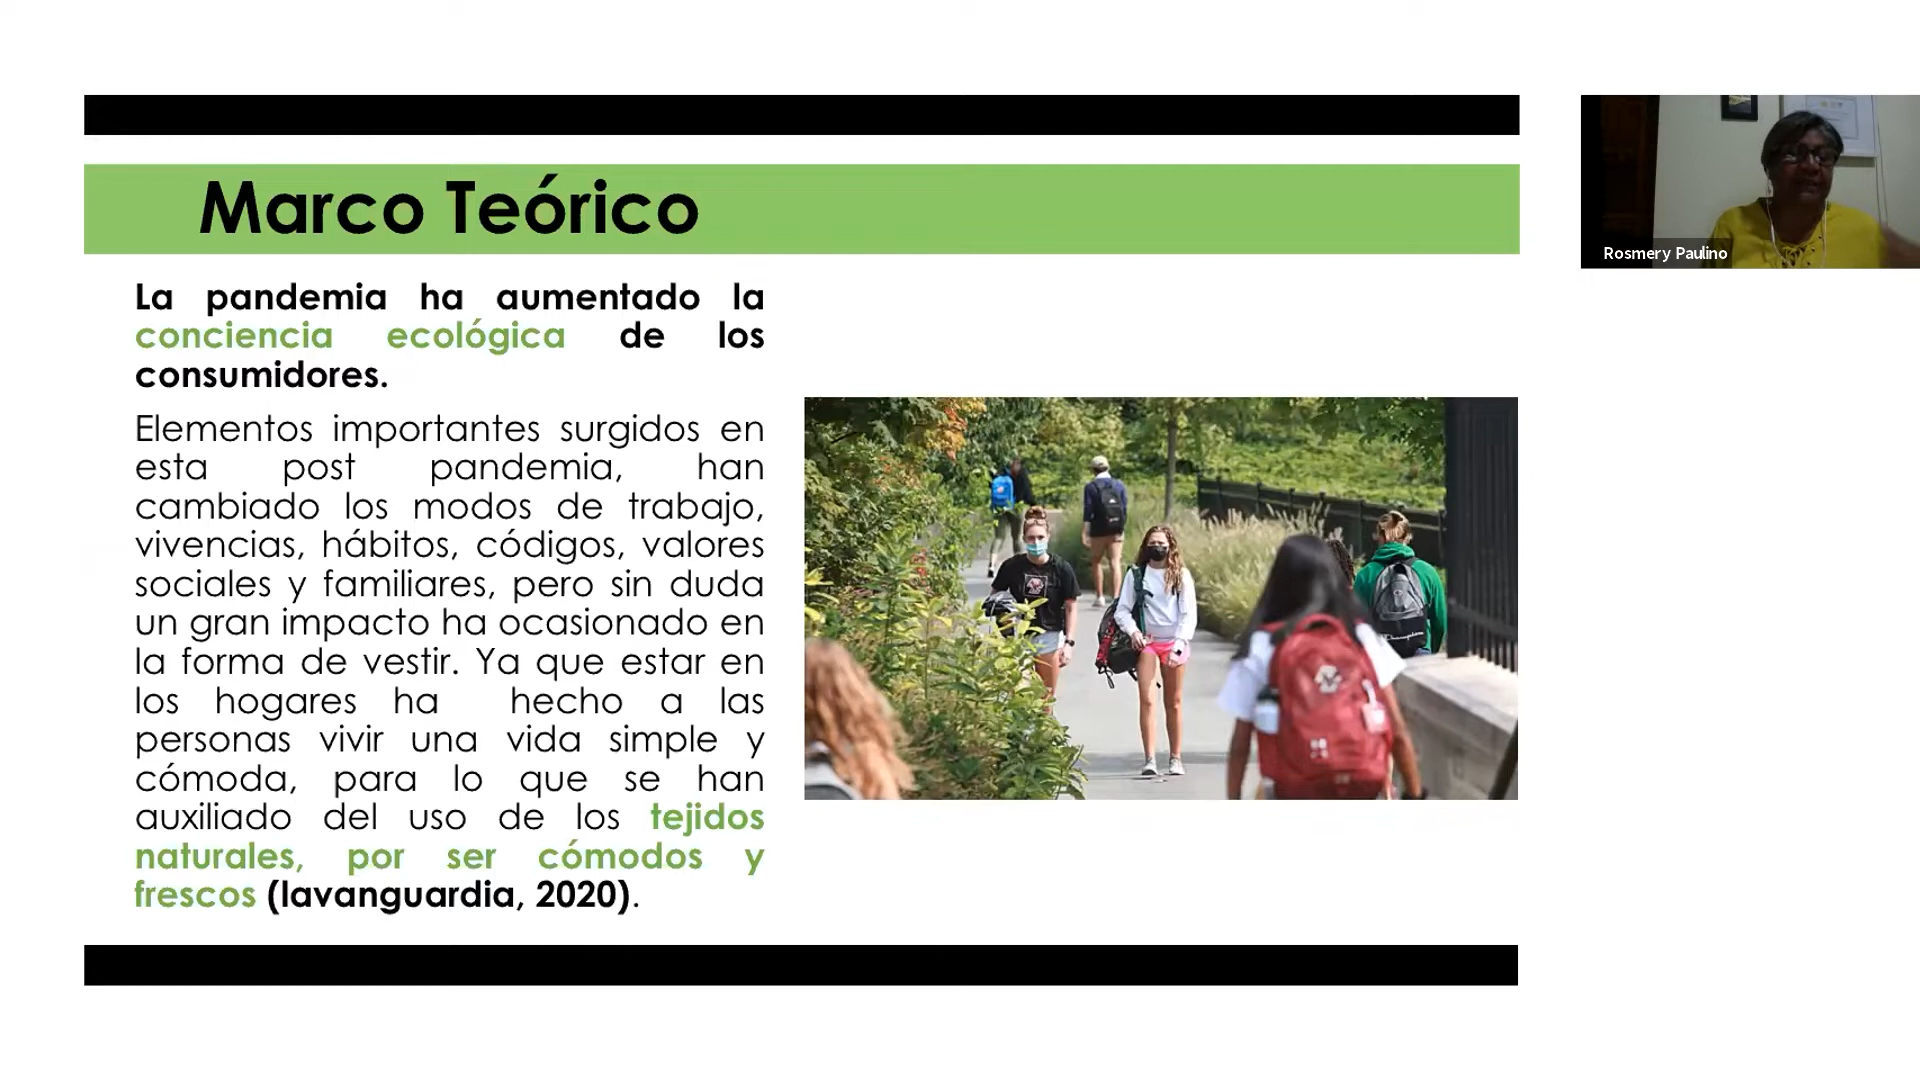 Marco Teórico
La pandemia ha aumentado la
conciencia ecológica de los
consumidores.
Elementos importantes surgidos en
esta post pandemia, han
cambiado los modos de trabajo,
vivencias, hábitos, códigos, valores
sociales y familiares, pero sin duda
un gran impacto ha ocasionado en
la forma de vestir. Ya que estar en
los hogares ha hecho a las
personas vivir una vida simple y
cómoda, para lo que se han
auxiliado del uso de los tejidos
naturales, por ser cómodos y
frescos (lavanguardia, 2020).
Rosmery Paulino